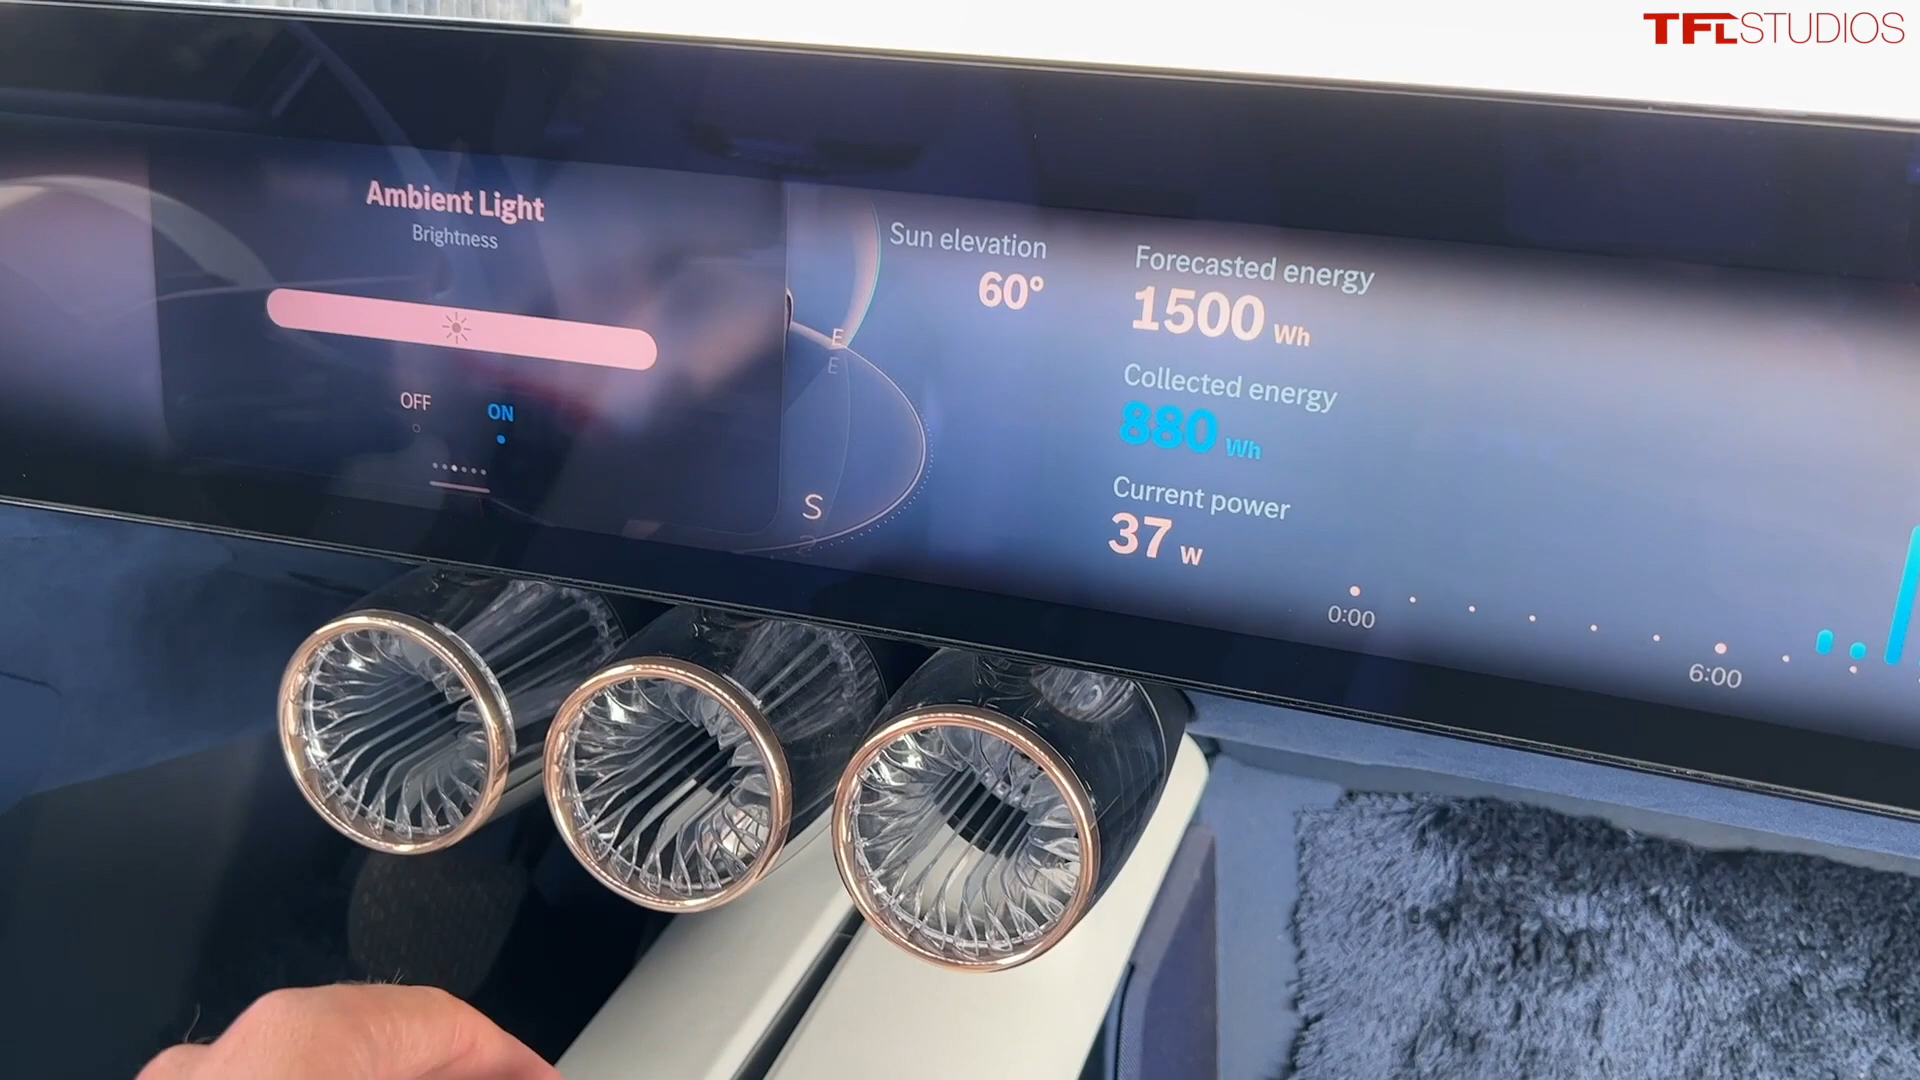 TFLSTUDIOS
Ambient Light
Brightness
OFF
ON
E
E
S
Sun elevation
60°
Forecasted energy
1500 Wh
Collected energy
880 Wh
Current power
37 W
0:00
6:00